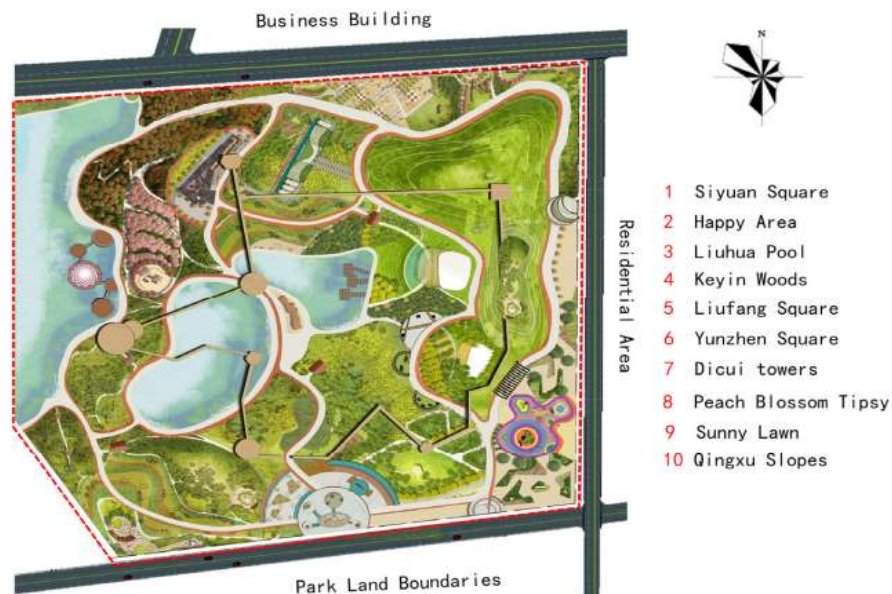 Business Building
N
1 Siyuan Square
2 Happy Area
3 Liuhua Pool
4 Keyin Woods
5 Liufang Square
6 Yunzhen Square
7 Dicui towers
8 Peach Blossom Tipsy
9 Sunny Lawn
10 Qingxu Slopes
Residential Area
Park Land Boundaries